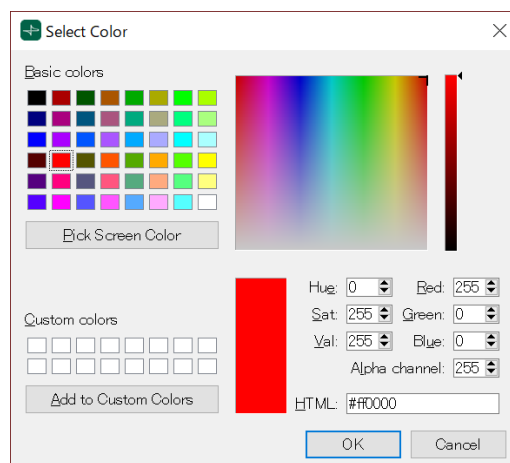 Select Color
Basic colors
Pick Screen Color
Custom colors
Add to Custom Colors
Hue: 0 Red: 255
Sat: 255 Green: 0
Val: 255 Blue: 0
Alpha channel: 255
HTML: #ff0000
OK Cancel